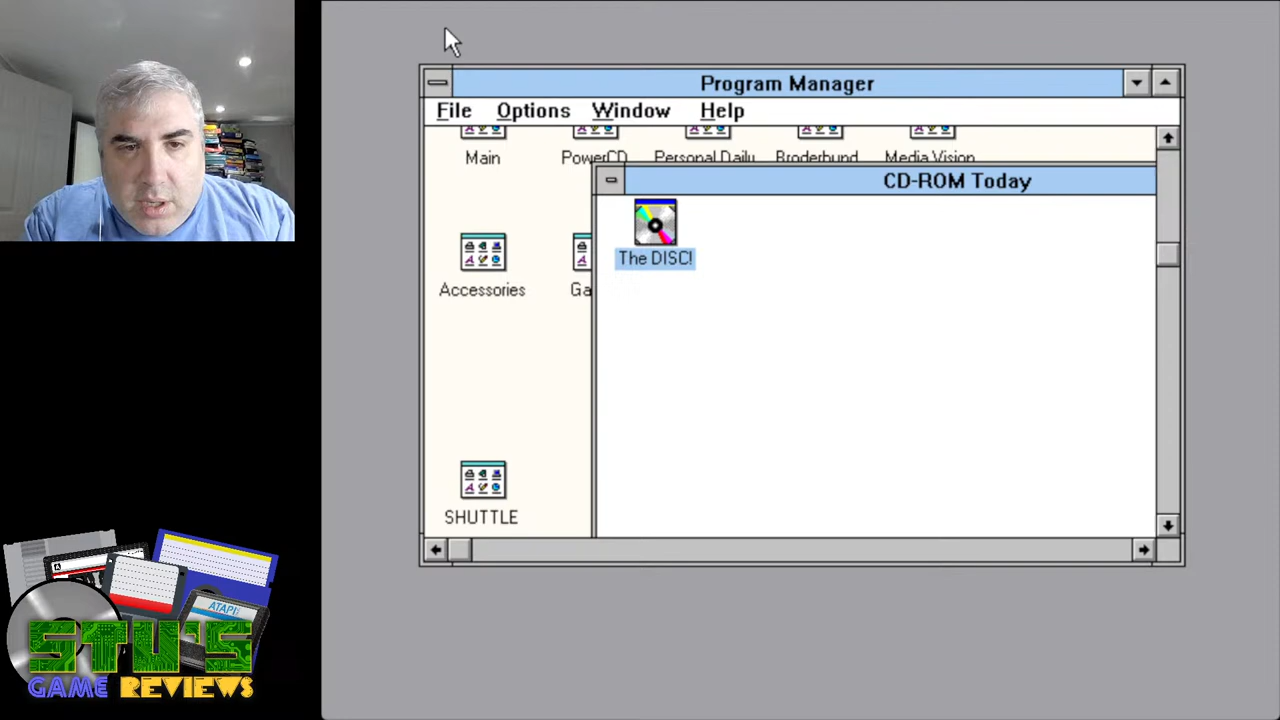 Program Manager
File Options Window Help
Main PowerCD Personal Daily Broderbund Media Vision
CD-ROM Today
The DISC!
Accessories Ga
SHUTTLE
ATAPI
STU'S
GAME REVIEWS